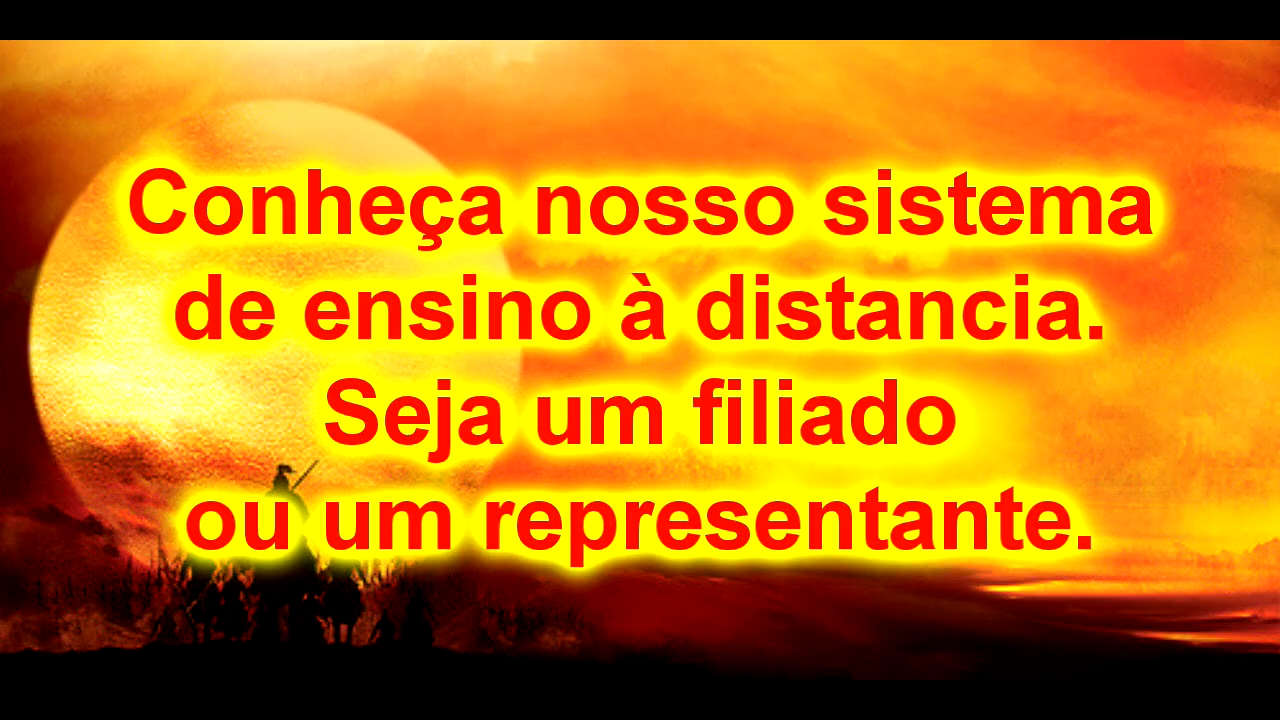 Conheça nosso sistema
de ensino à distancia.
Seja um filiado
ou um representante.